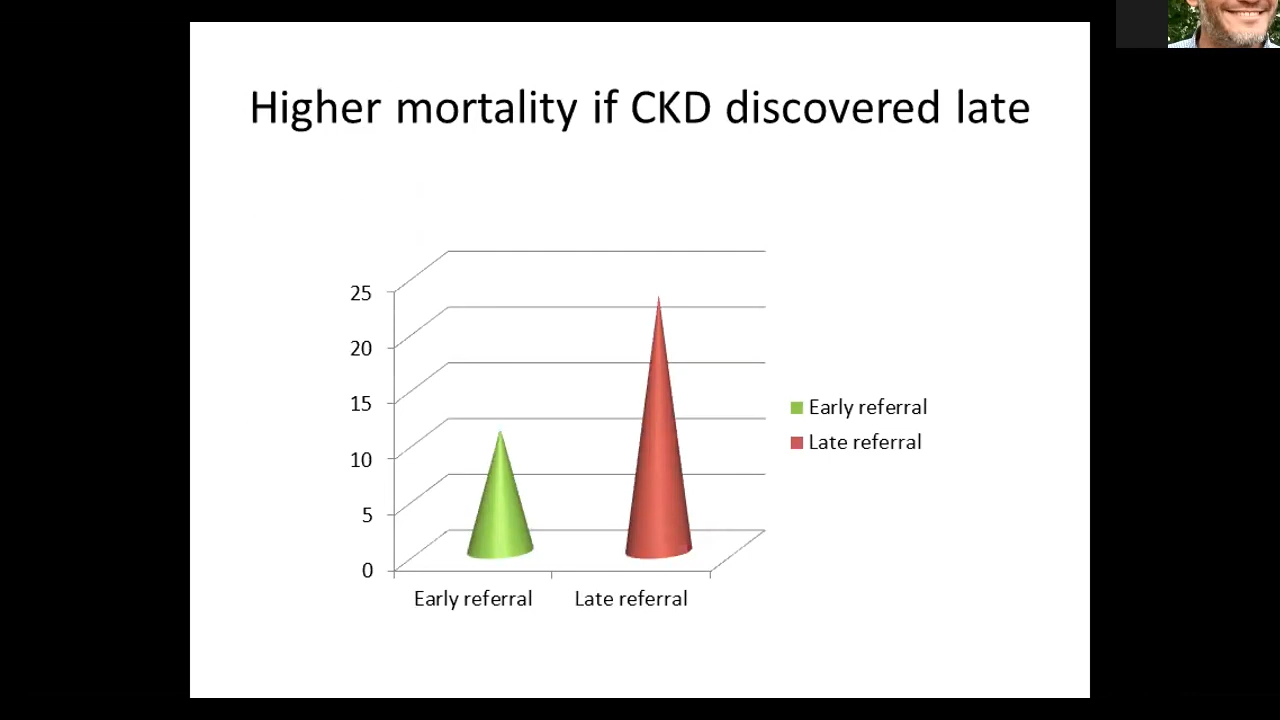 Higher mortality if CKD discovered late
25
20
15
10
5
0
Early referral
Late referral
Early referral
Late referral